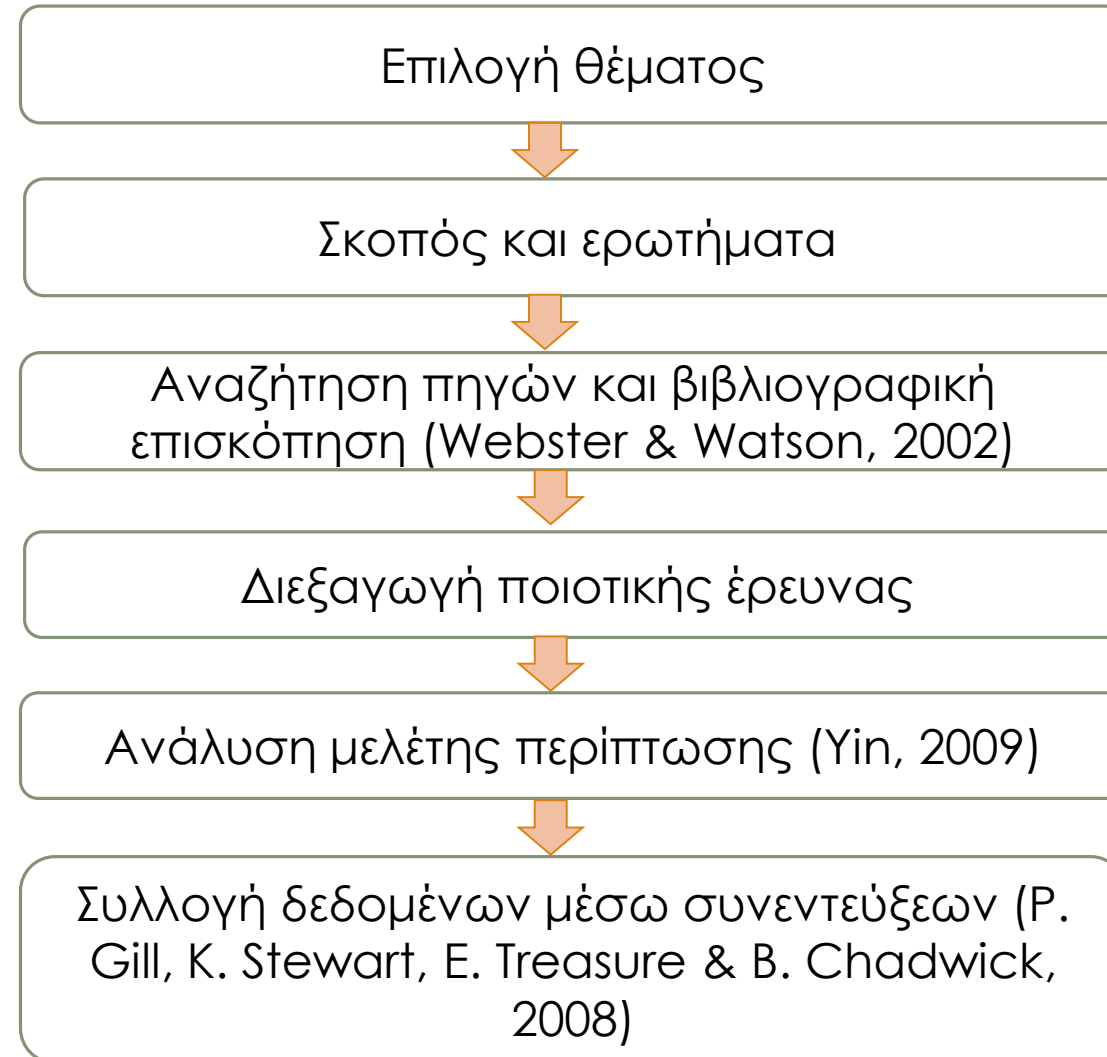 Επιλογή θέματος
Σκοπός και ερωτήματα
Αναζήτηση πηγών και βιβλιογραφική
επισκόπηση (Webster & Watson, 2002)
Διεξαγωγή ποιοτικής έρευνας
Ανάλυση μελέτης περίπτωσης (Yin, 2009)
Συλλογή δεδομένων μέσω συνεντεύξεων (P.
Gill, K. Stewart, E. Treasure & B. Chadwick,
2008)